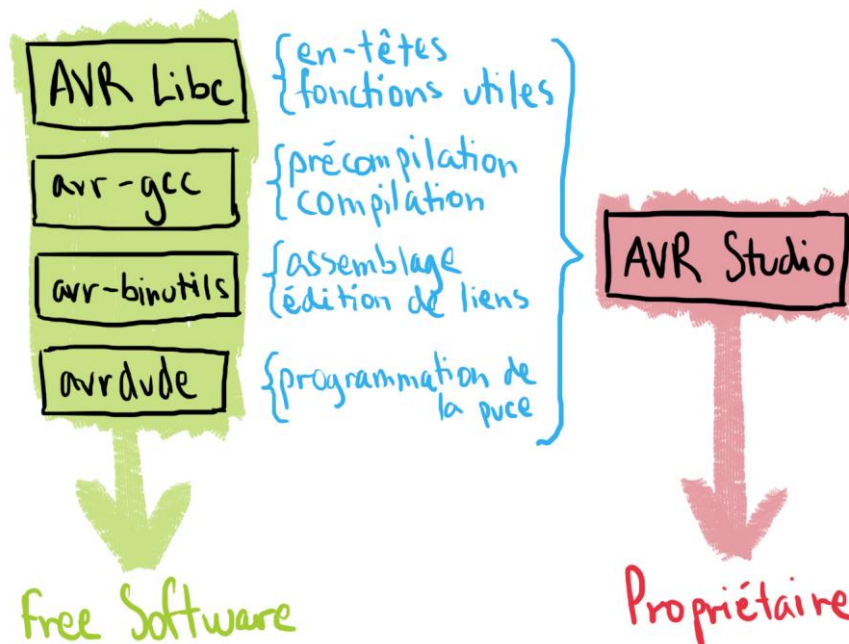 AVR Libc
en-têtes
fonctions utiles
avr-gcc
précompilation
compilation
avr-binutils
assemblage
édition de liens
avrdude
programmation de
la puce
AVR Studio
Free Software
Propriétaire